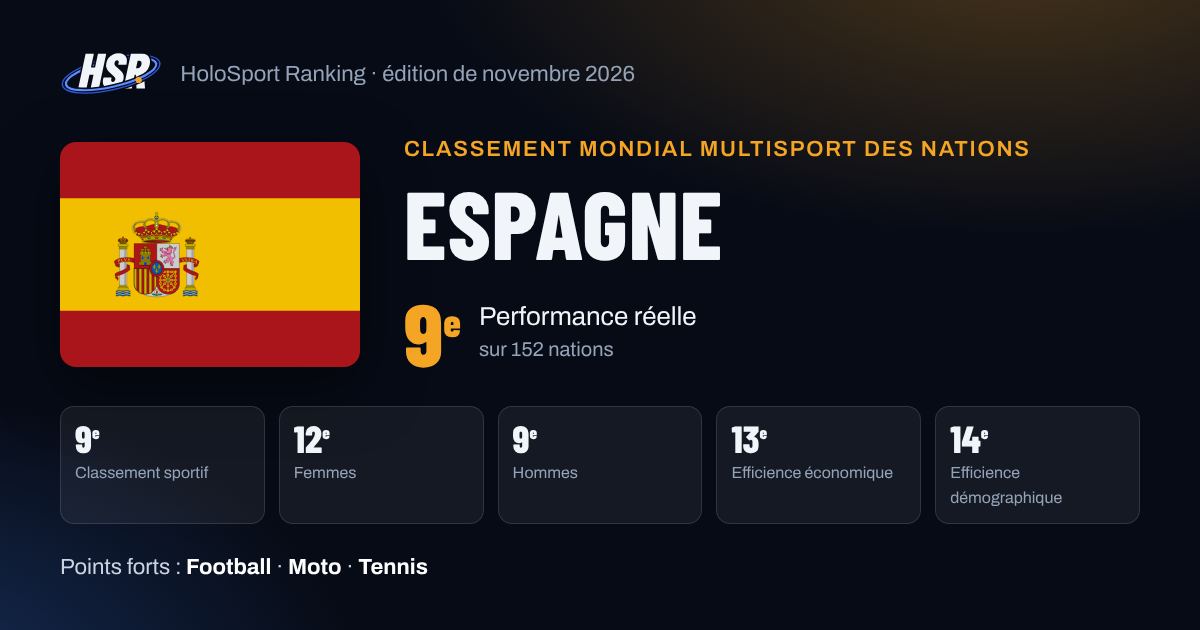 HSR
HoloSport Ranking · édition de novembre 2026
CLASSEMENT MONDIAL MULTISPORT DES NATIONS
ESPAGNE
9e
Performance réelle
sur 152 nations
9e
Classement sportif
12e
Femmes
9e
Hommes
13e
Efficience économique
14e
Efficience
démographique
Points forts : Football · Moto · Tennis